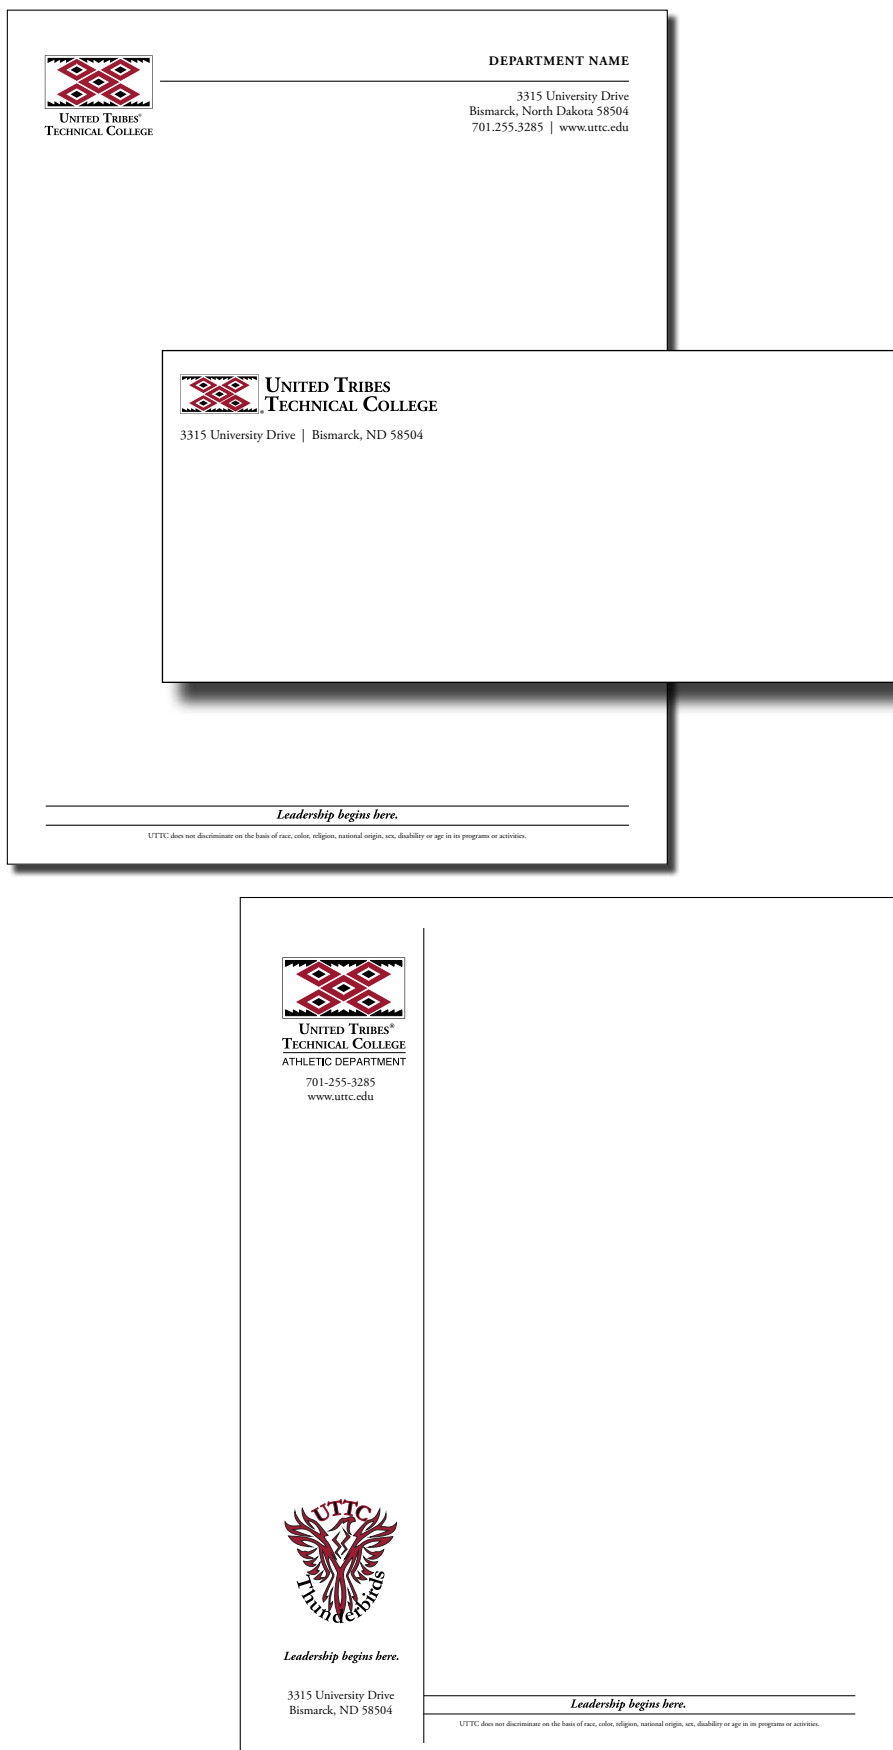 DEPARTMENT NAME
3315 University Drive
Bismarck, North Dakota 58504
701.255.3285 | www.uttc.edu
UNITED TRIBES®
TECHNICAL COLLEGE
UNITED TRIBES
®TECHNICAL COLLEGE
3315 University Drive | Bismarck, ND 58504
Leadership begins here.
UTTC does not discriminate on the basis of race, color, religion, national origin, sex, disability or age in its programs or activities.
UNITED TRIBES®
TECHNICAL COLLEGE
ATHLETIC DEPARTMENT
701-255-3285
www.uttc.edu
UTTC
Thunderbirds
Leadership begins here.
3315 University Drive
Bismarck, ND 58504
Leadership begins here.
UTTC does not discriminate on the basis of race, color, religion, national origin, sex, disability or age in its programs or activities.